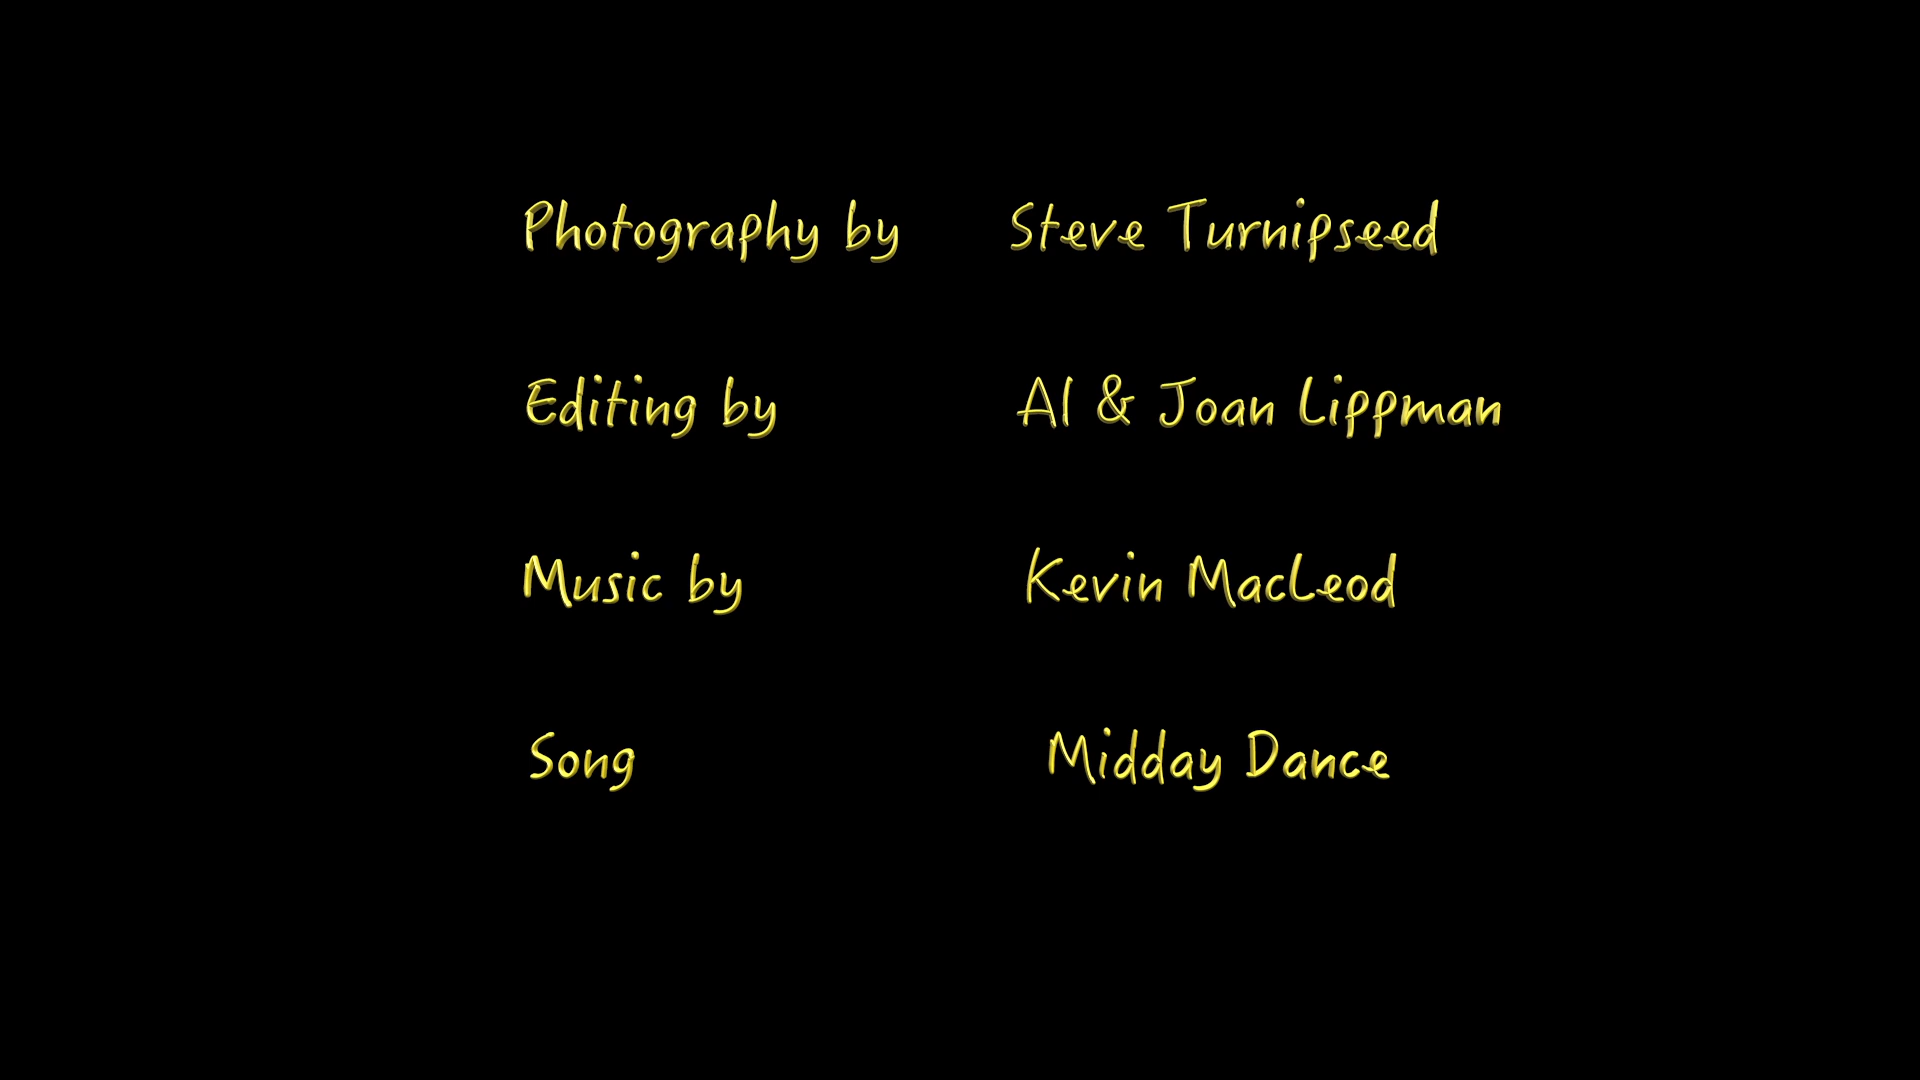 Photography by Steve Turnipseed
Editing by Al & Joan Lippman
Music by Kevin MacLeod
Song Midday Dance